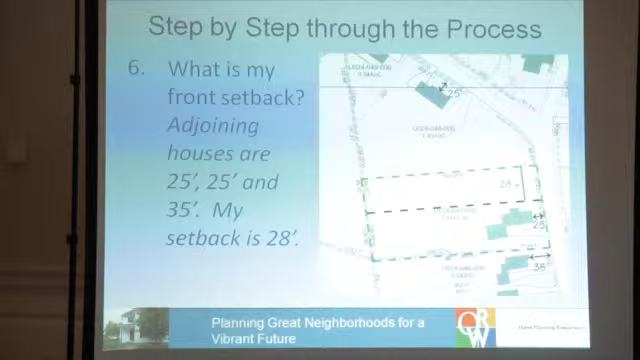 Step by Step through the Process
6. What is my
front setback?
Adjoining
houses are
25', 25' and
35'. My
setback is 28'.
25'
28'
25'
35'
Planning Great Neighborhoods for a
Vibrant Future
ORW